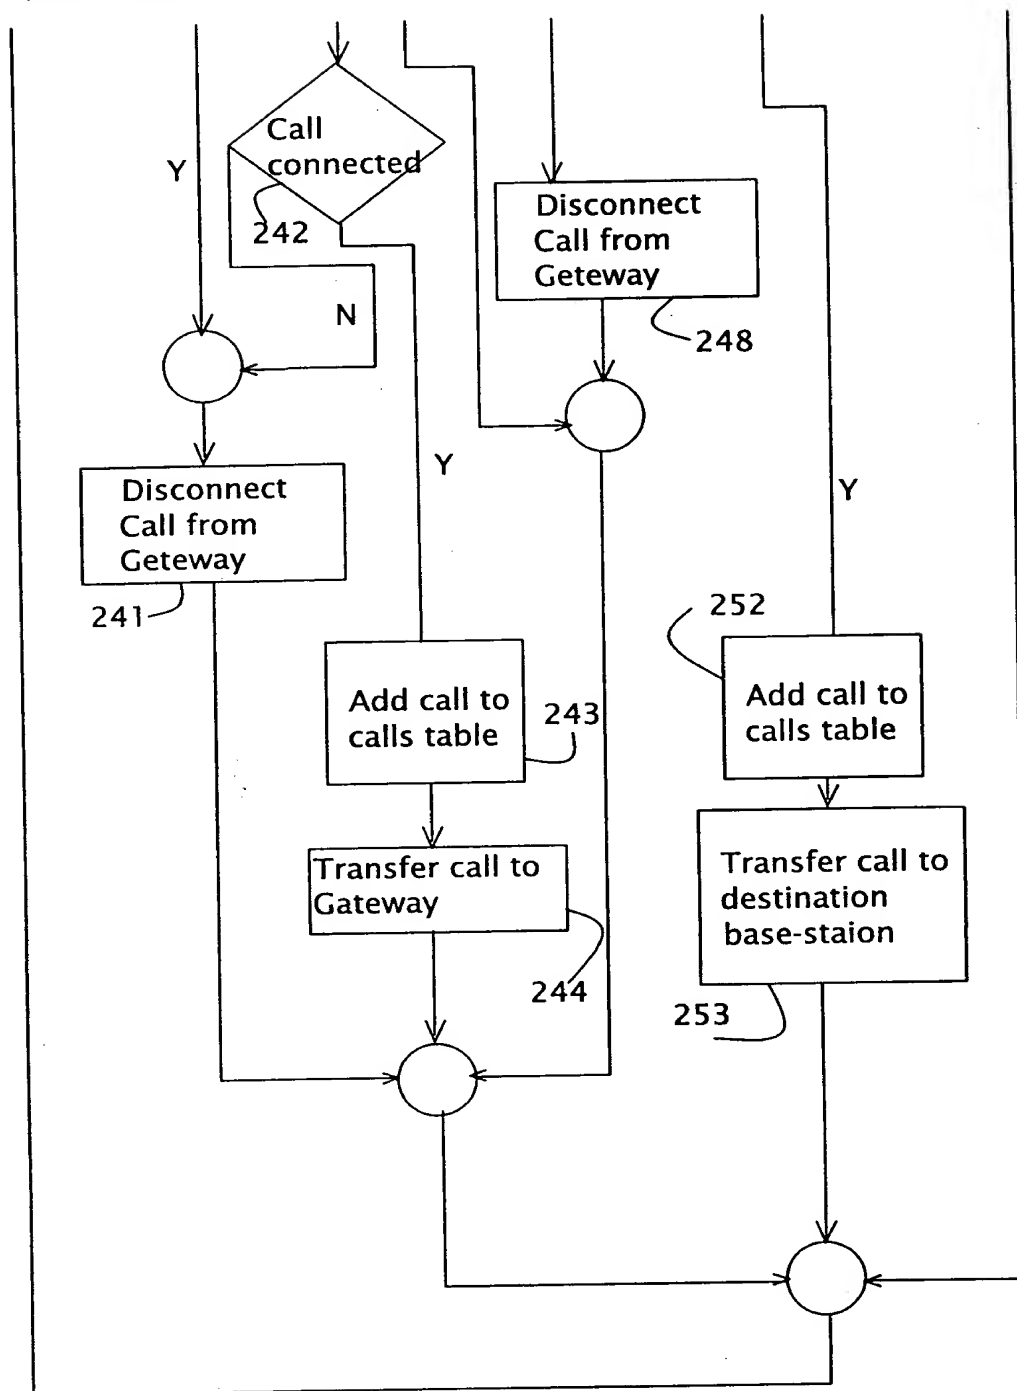 Call
connected
Y
242
Disconnect
Call from
Geteway
248
N
Y
Y
Disconnect
Call from
Geteway
241
252
Add call to
calls table
243
Add call to
calls table
Transfer call to
Gateway
244
Transfer call to
destination
base-staion
253